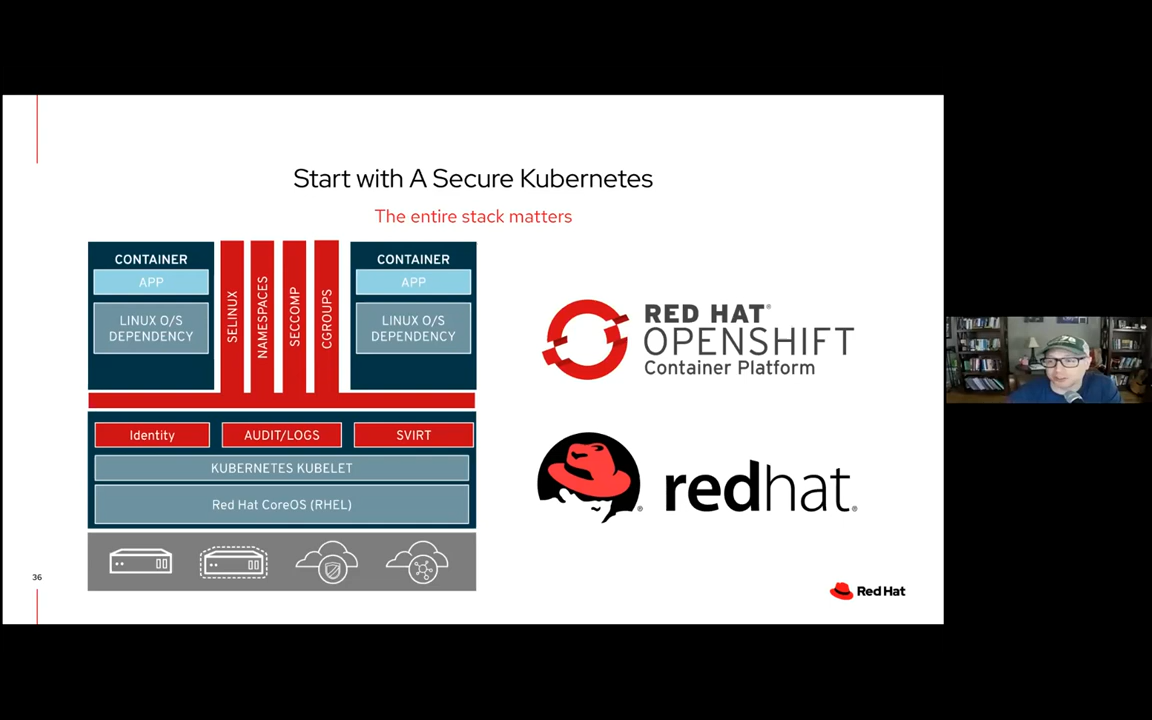 Start with A Secure Kubernetes
The entire stack matters
CONTAINER
APP
LINUX O/S
DEPENDENCY
SELINUX
NAMESPACES
SECCOMP
CGROUPS
CONTAINER
APP
LINUX O/S
DEPENDENCY
Identity
AUDIT/LOGS
SVIRT
KUBERNETES KUBELET
Red Hat CoreOS (RHEL)
RED HAT®
OPENSHIFT
Container Platform
redhat®
36
Red Hat